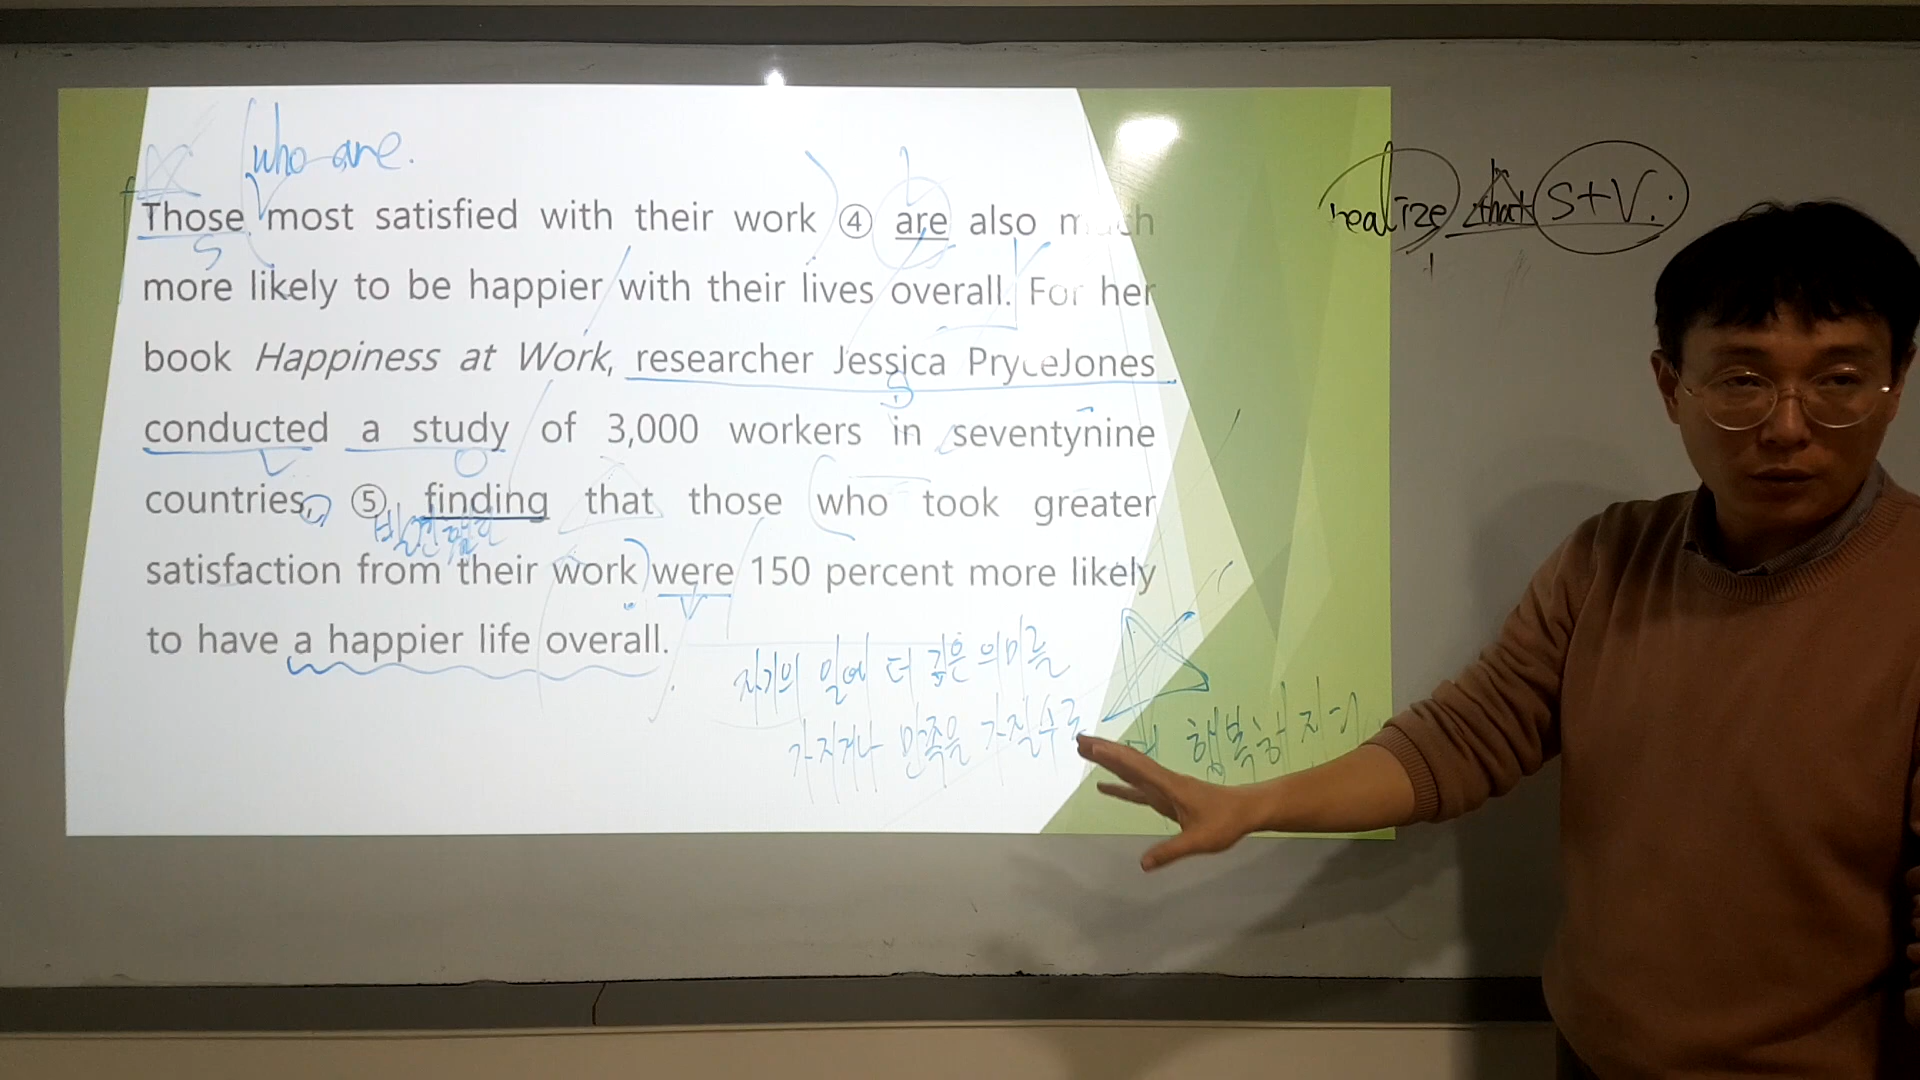 who are.
Those most satisfied with their work ④ are also much
more likely to be happier with their lives overall. For her
book Happiness at Work, researcher Jessica PryceJones
S
conducted a study of 3,000 workers in seventynine
V O
countries, ⑤ finding that those who took greater
satisfaction from their work were 150 percent more likely
V
to have a happier life overall.
자기의 일에 더 깊은 의미를
가지거나 만족을 가질수록
더 행복해지
realize that S+V.